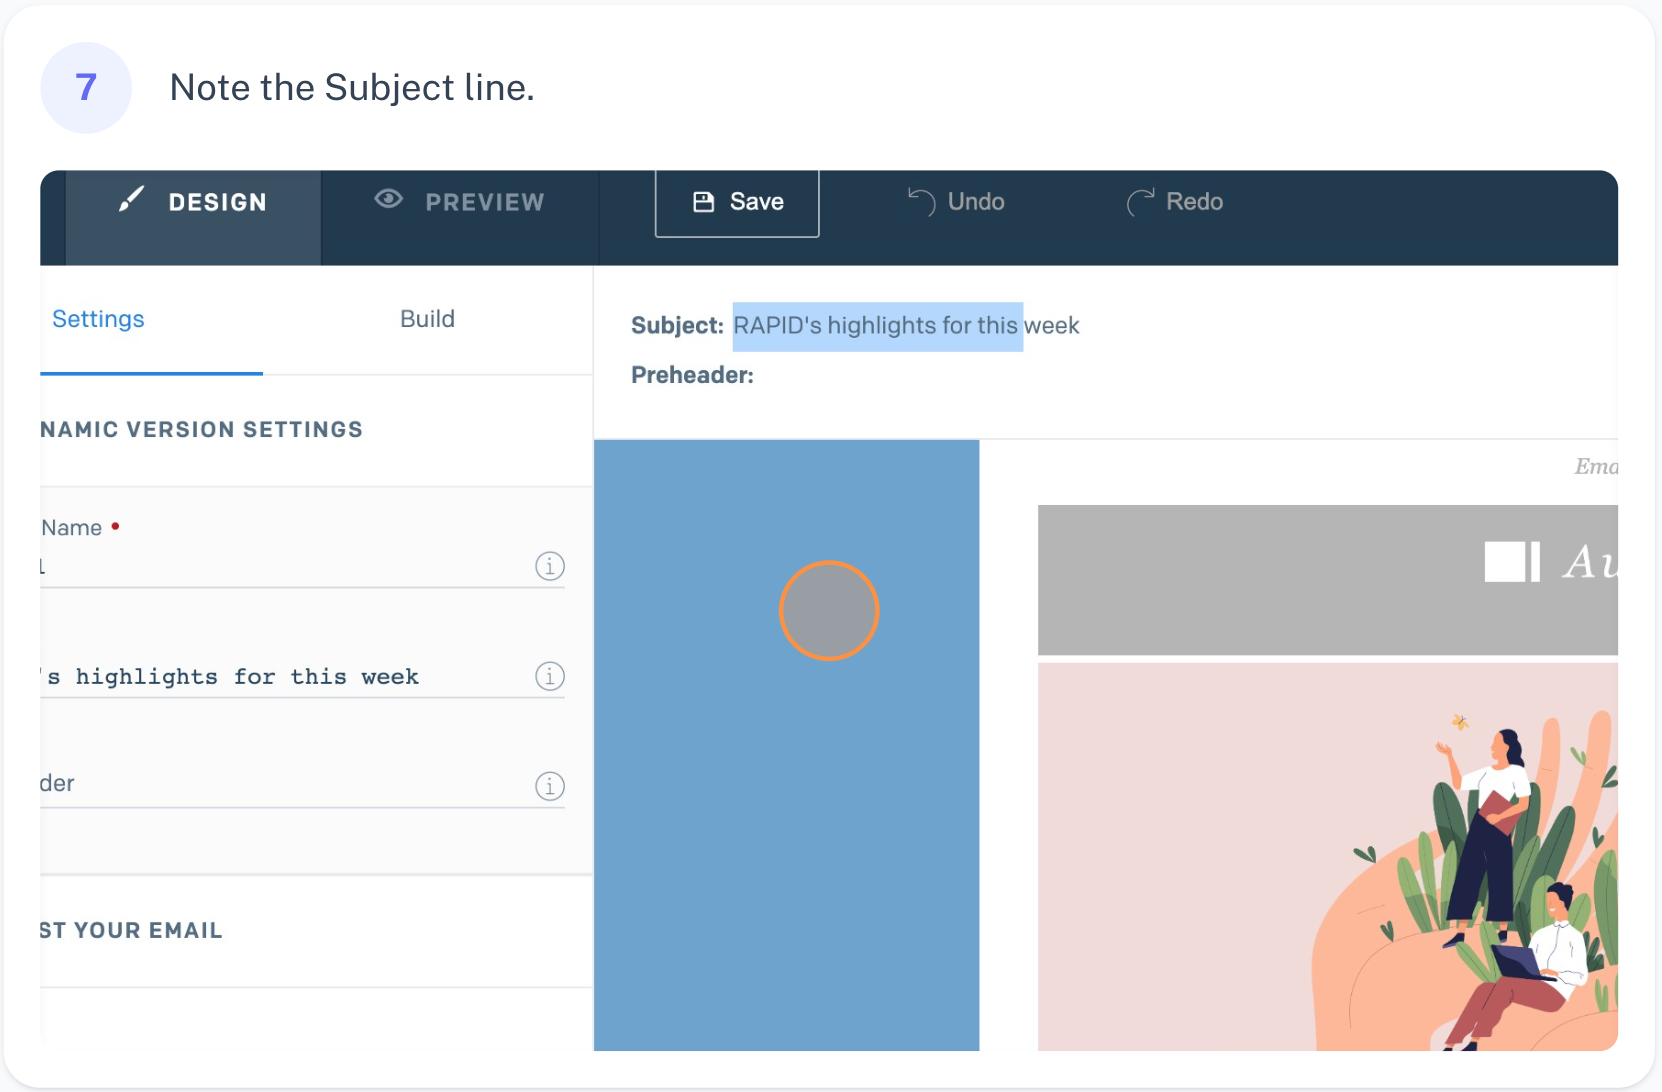 7 Note the Subject line.
DESIGN PREVIEW Save Undo Redo
Settings Build
Subject: RAPID's highlights for this week
Preheader:
NAMIC VERSION SETTINGS
Name
's highlights for this week
der
ST YOUR EMAIL
Ema
Au